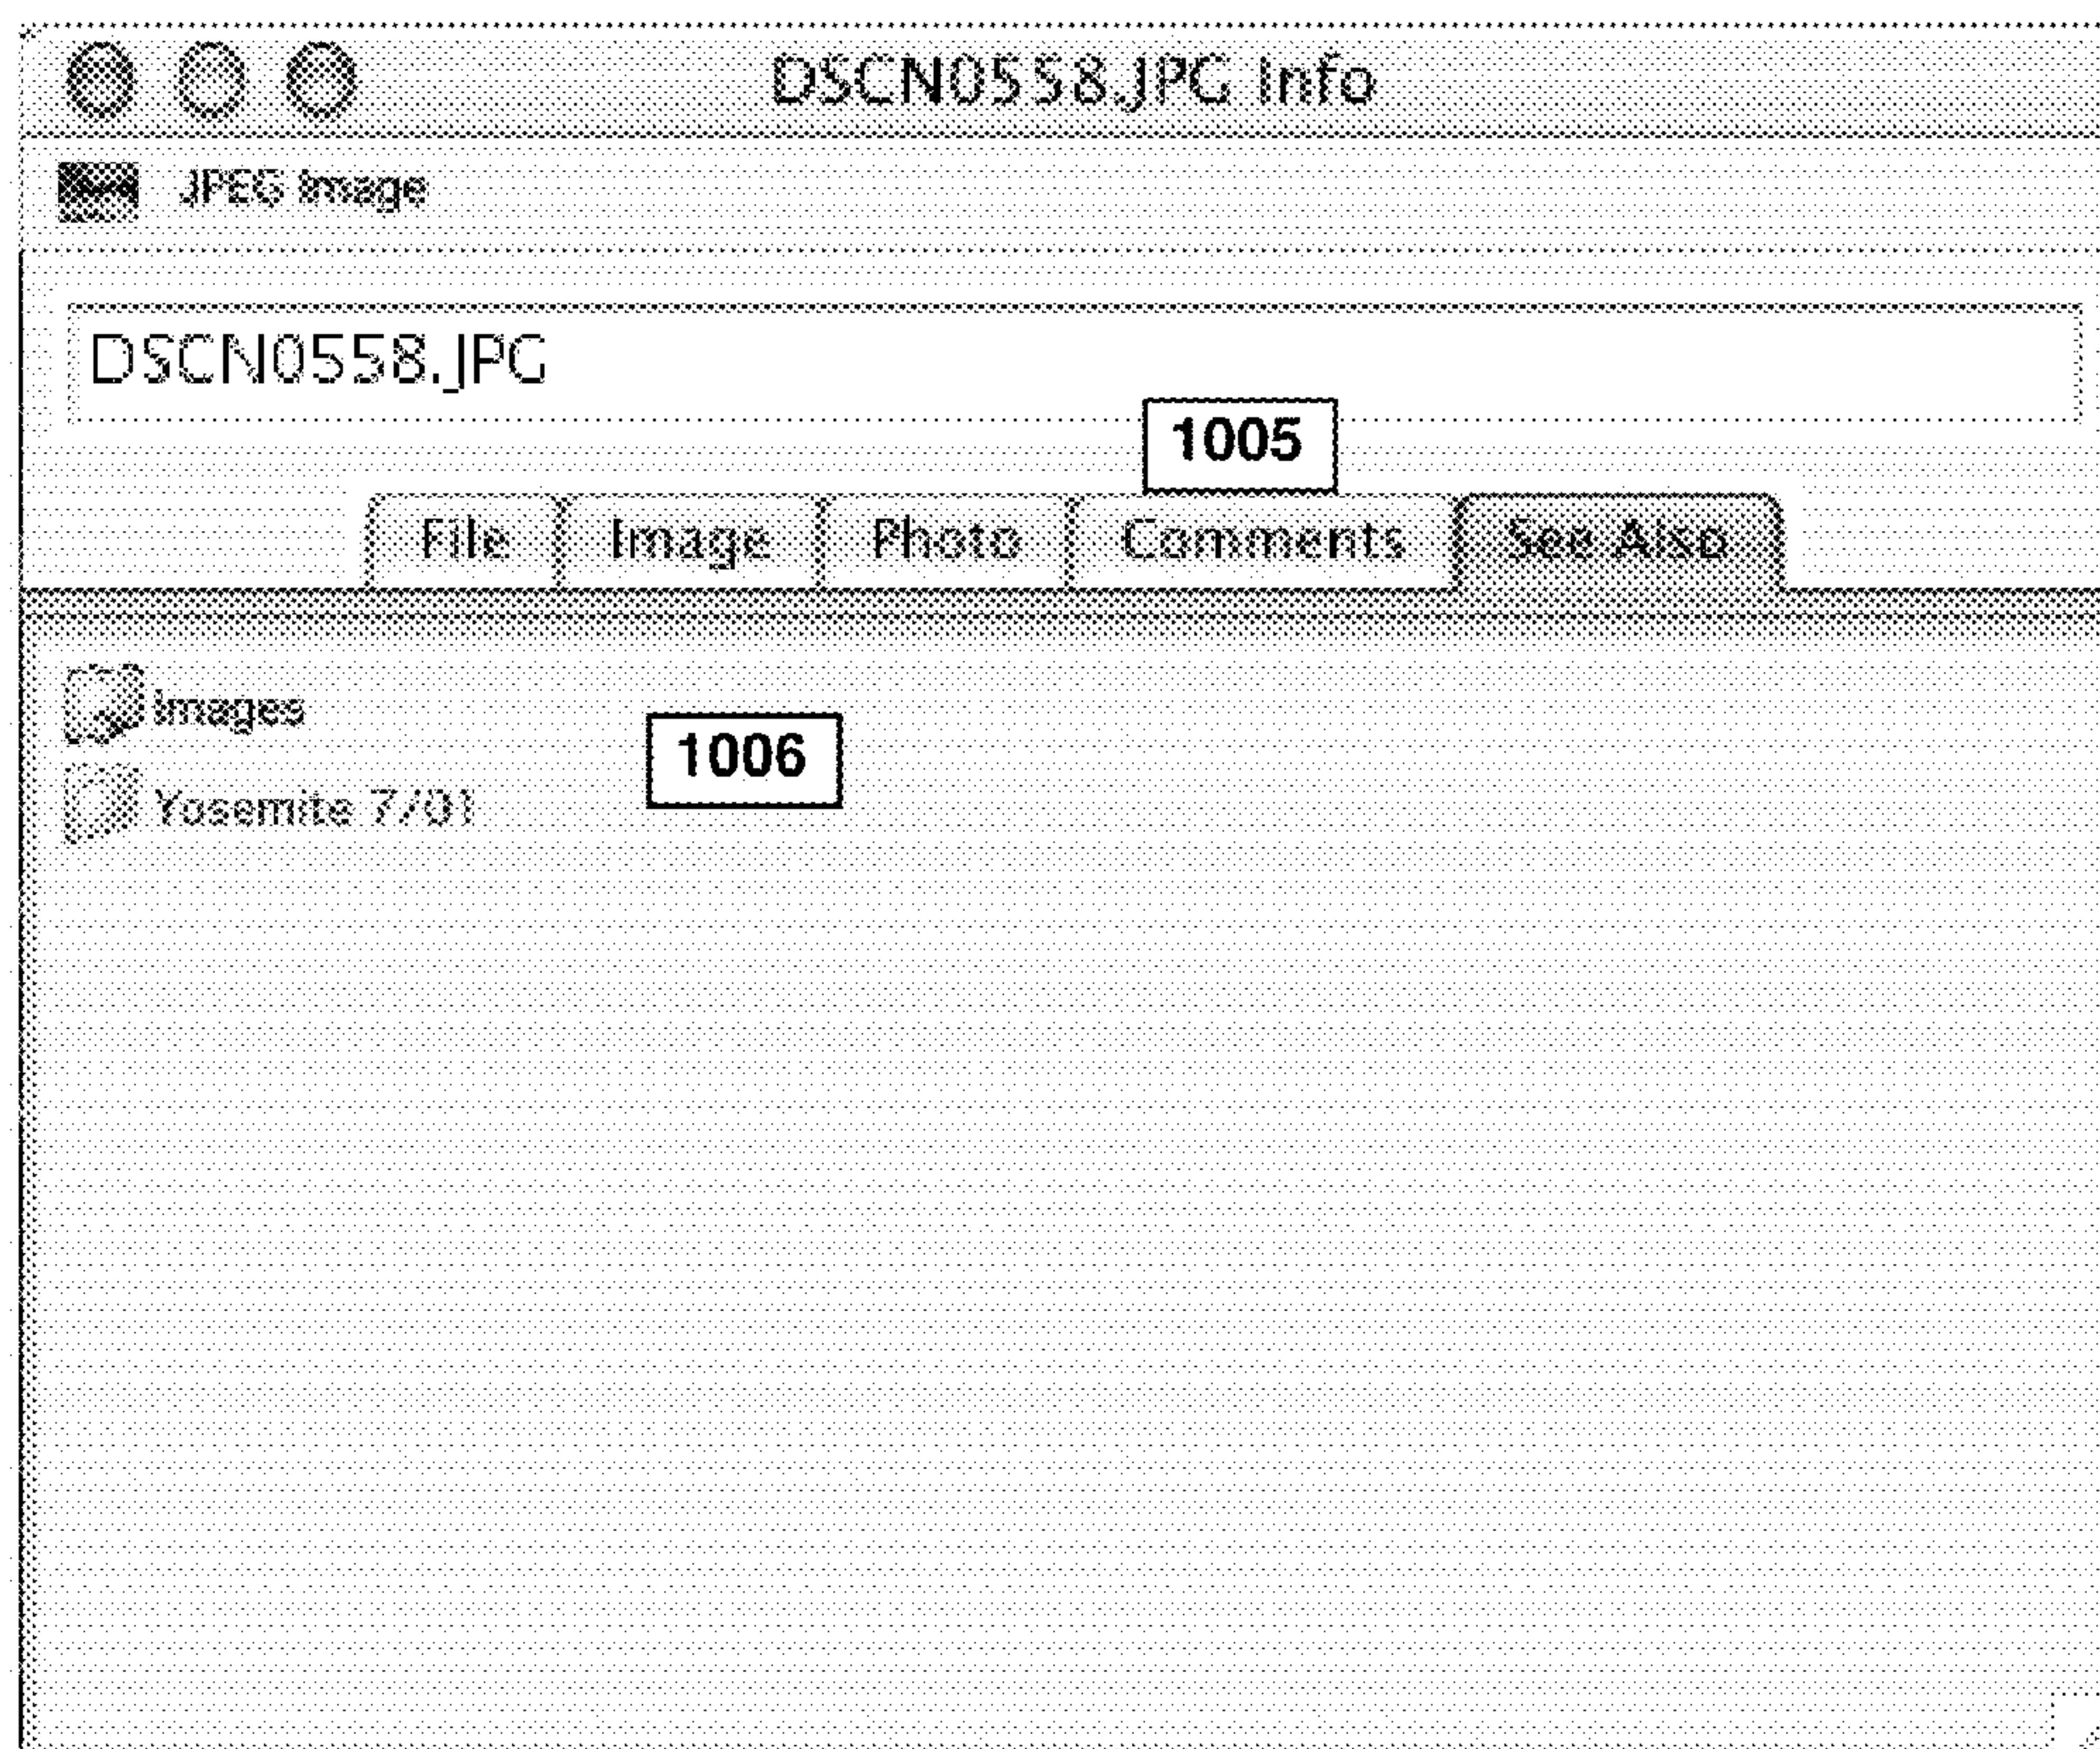 DSCN0558.JPG Info
JPEG Image
DSCN0558.JPG
1005
File Image Photo Comments See Also
Images
1006
Yosemite 7/01